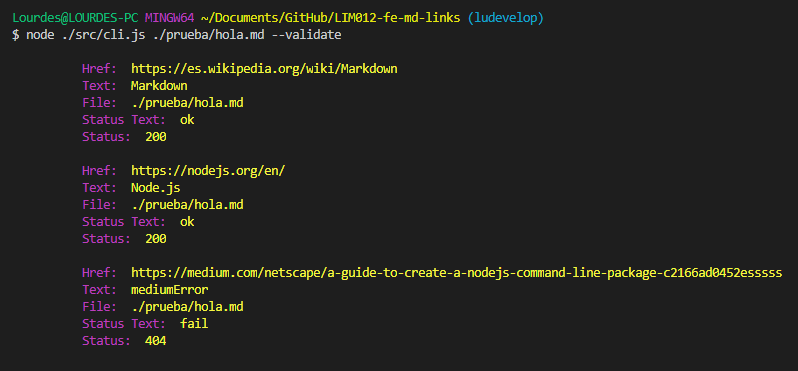 Lourdes@LOURDES-PC MINGW64 ~/Documents/GitHub/LIM012-fe-md-links (ludevelop)
$ node ./src/cli.js ./prueba/hola.md --validate
Href: https://es.wikipedia.org/wiki/Markdown
Text: Markdown
File: ./prueba/hola.md
Status Text: ok
Status: 200
Href: https://nodejs.org/en/
Text: Node.js
File: ./prueba/hola.md
Status Text: ok
Status: 200
Href: https://medium.com/netscape/a-guide-to-create-a-nodejs-command-line-package-c2166ad0452esssss
Text: mediumError
File: ./prueba/hola.md
Status Text: fail
Status: 404